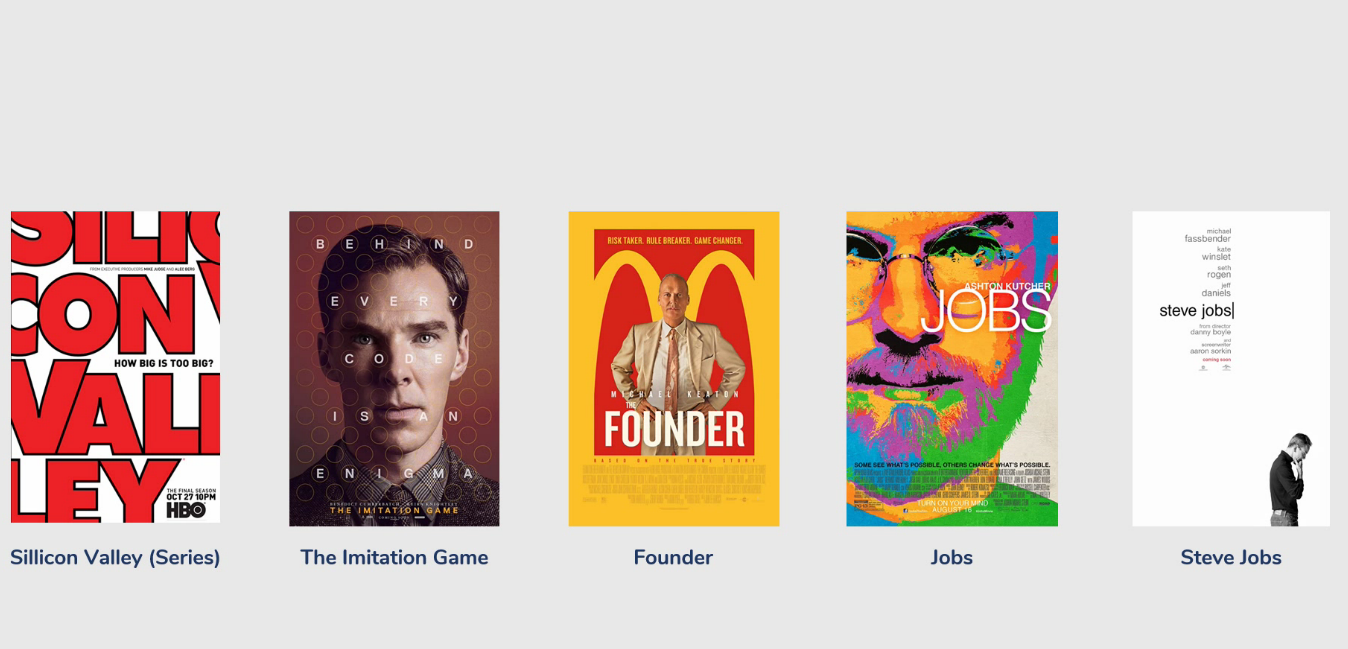 SILIC
FROM EXECUTIVE PRODUCERS MIKE JUDGE AND ALEC BERG
CON V
HOW BIG IS TOO BIG?
VALL
LEY
THE FINAL SEASON
OCT 27 10PM
HBO
Sillicon Valley (Series)
BEHIND
EVERY
CODE
IS AN
ENIGMA
BENEDICT CUMBERBATCH KEIRA KNIGHTLEY
THE IMITATION GAME
The Imitation Game
RISK TAKER. RULE BREAKER. GAME CHANGER.
MICHAEL KEATON
THE
FOUNDER
BASED ON THE TRUE STORY
Founder
ASHTON KUTCHER
JOBS
SOME SEE WHAT'S POSSIBLE, OTHERS CHANGE WHAT'S POSSIBLE.
TURN ON YOUR MIND
AUGUST 16
Jobs
michael
fassbender
kate
winslet
seth
rogen
jeff
daniels
steve jobs
from director
danny boyle
and
screenwriter
aaron sorkin
coming soon
Steve Jobs